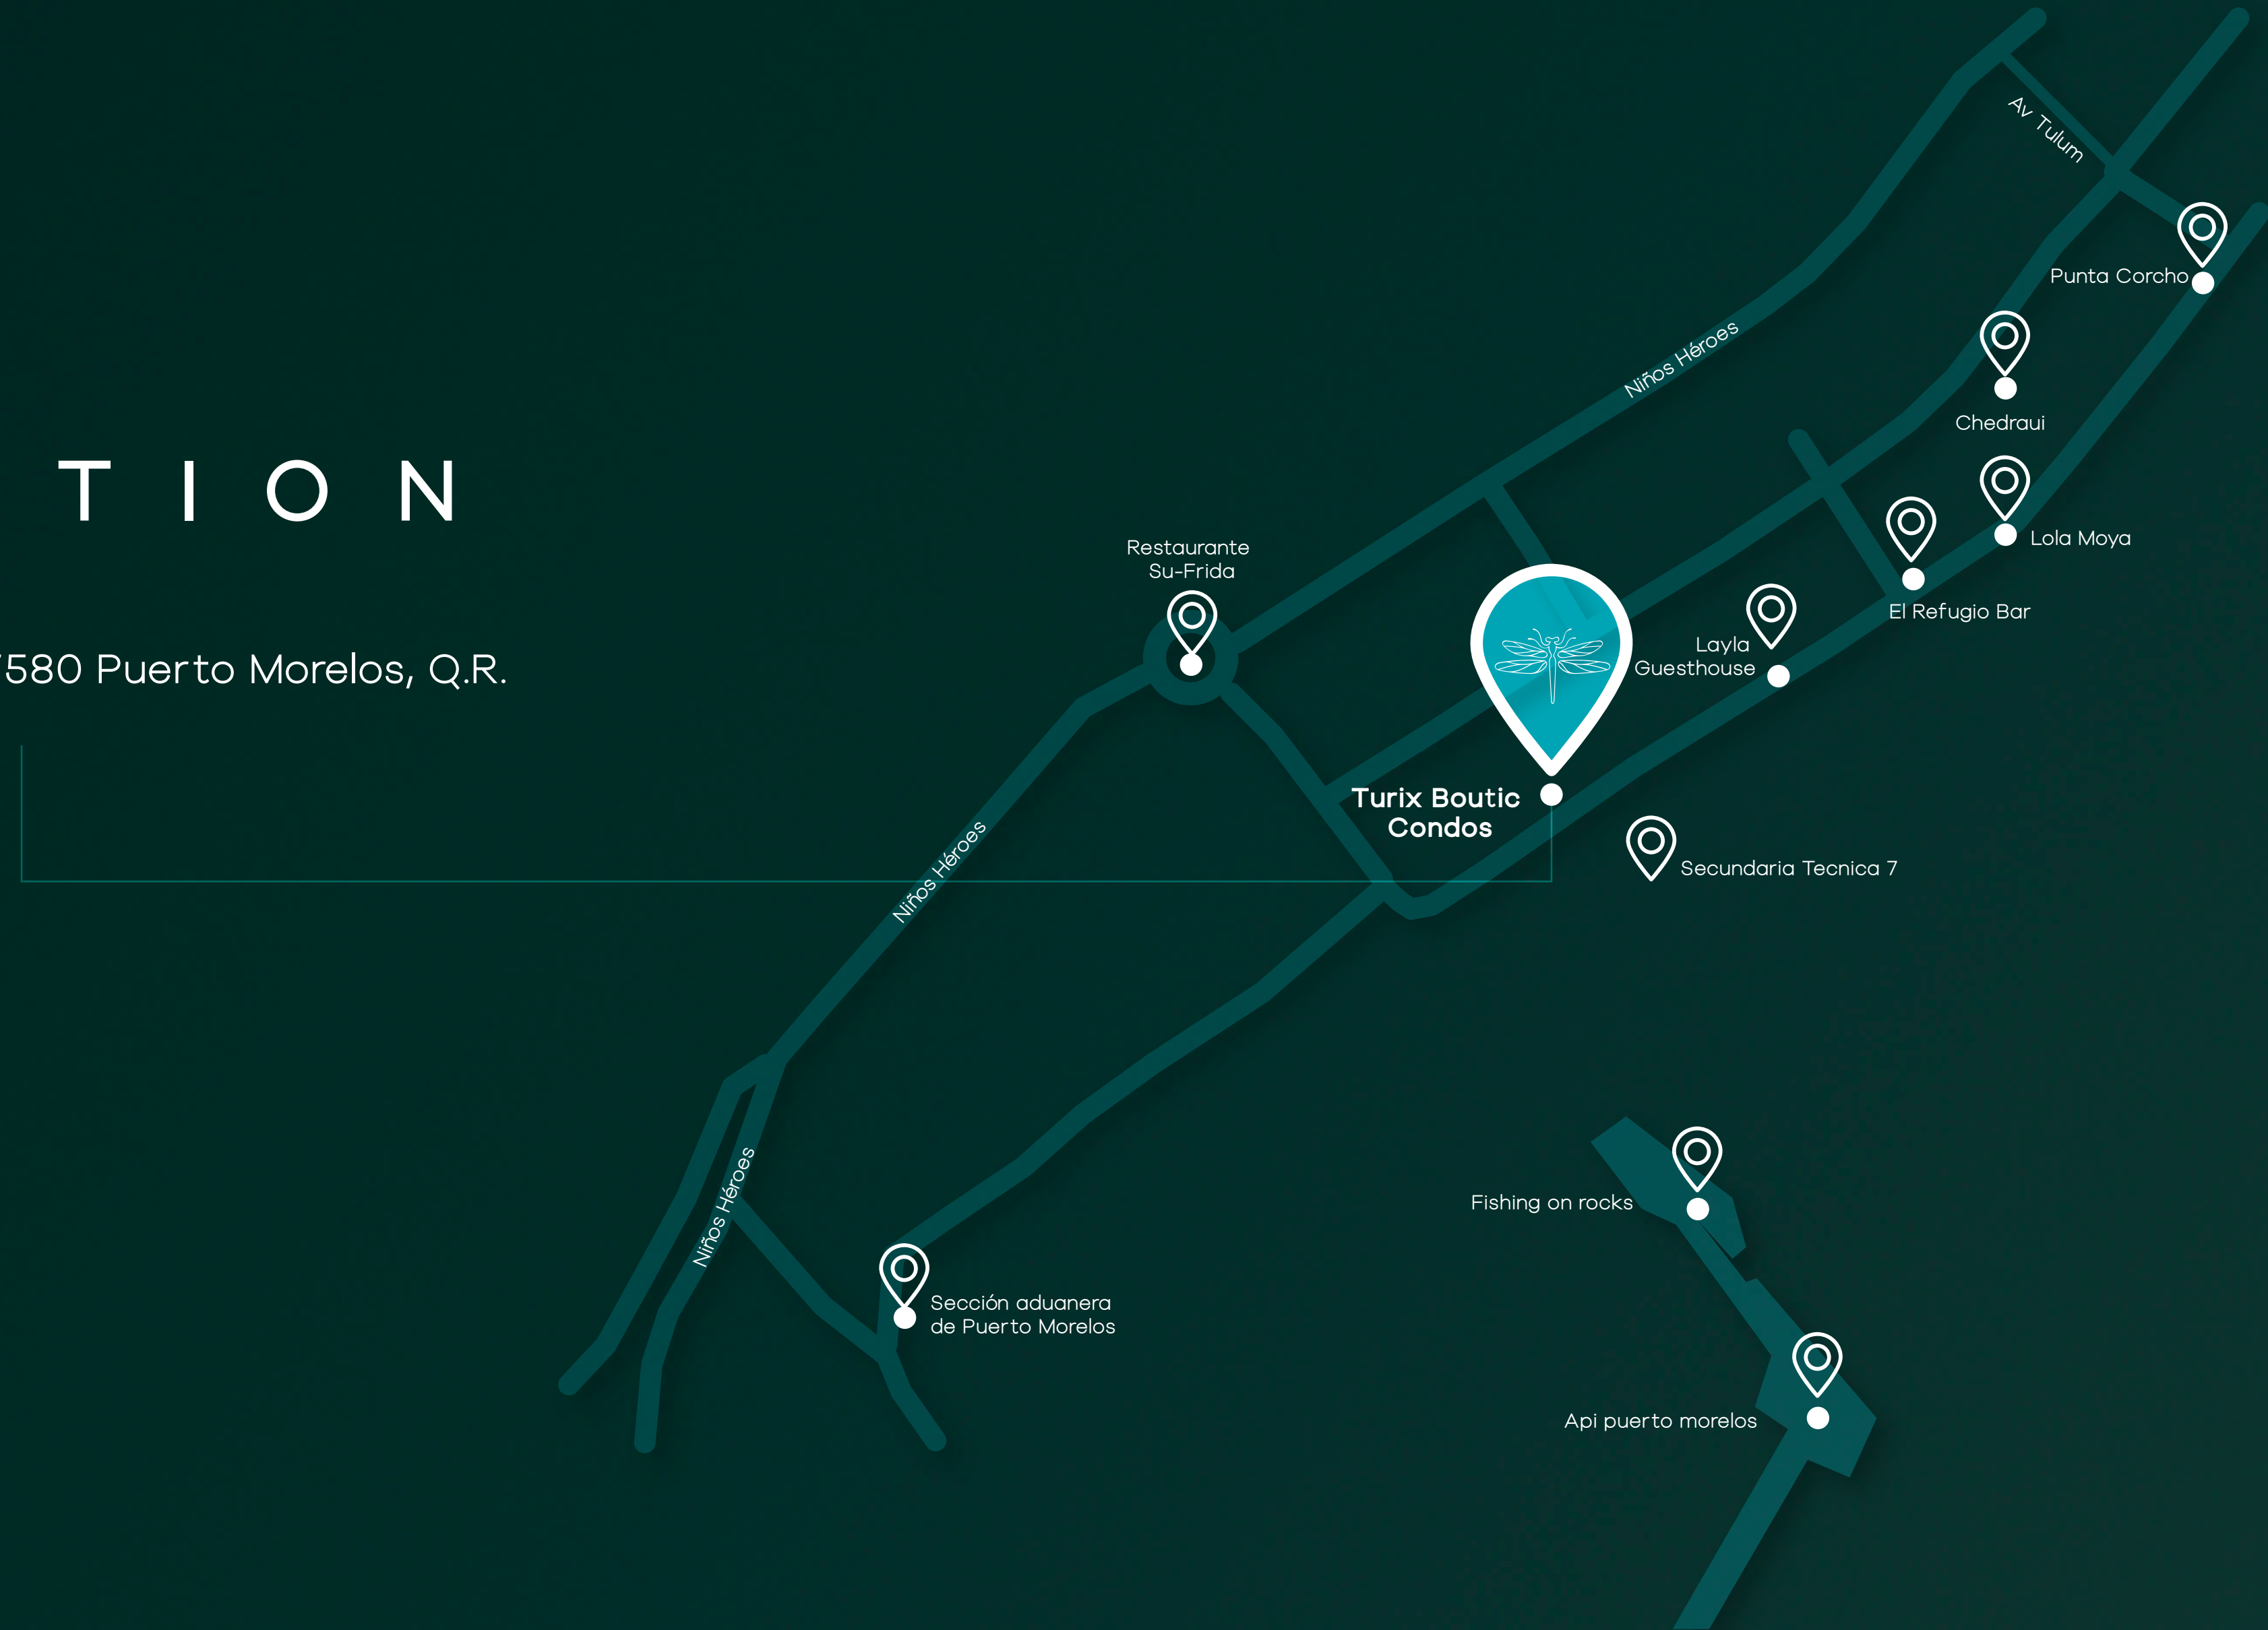 Av Tulum
Punta Corcho
Niños Héroes
Chedraui
T I O N
Lola Moya
Restaurante
Su-Frida
El Refugio Bar
Layla
Guesthouse
580 Puerto Morelos, Q.R.
Turix Boutic
Condos
Niños Héroes
Secundaria Tecnica 7
Niños Héroes
Fishing on rocks
Sección aduanera
de Puerto Morelos
Api puerto morelos